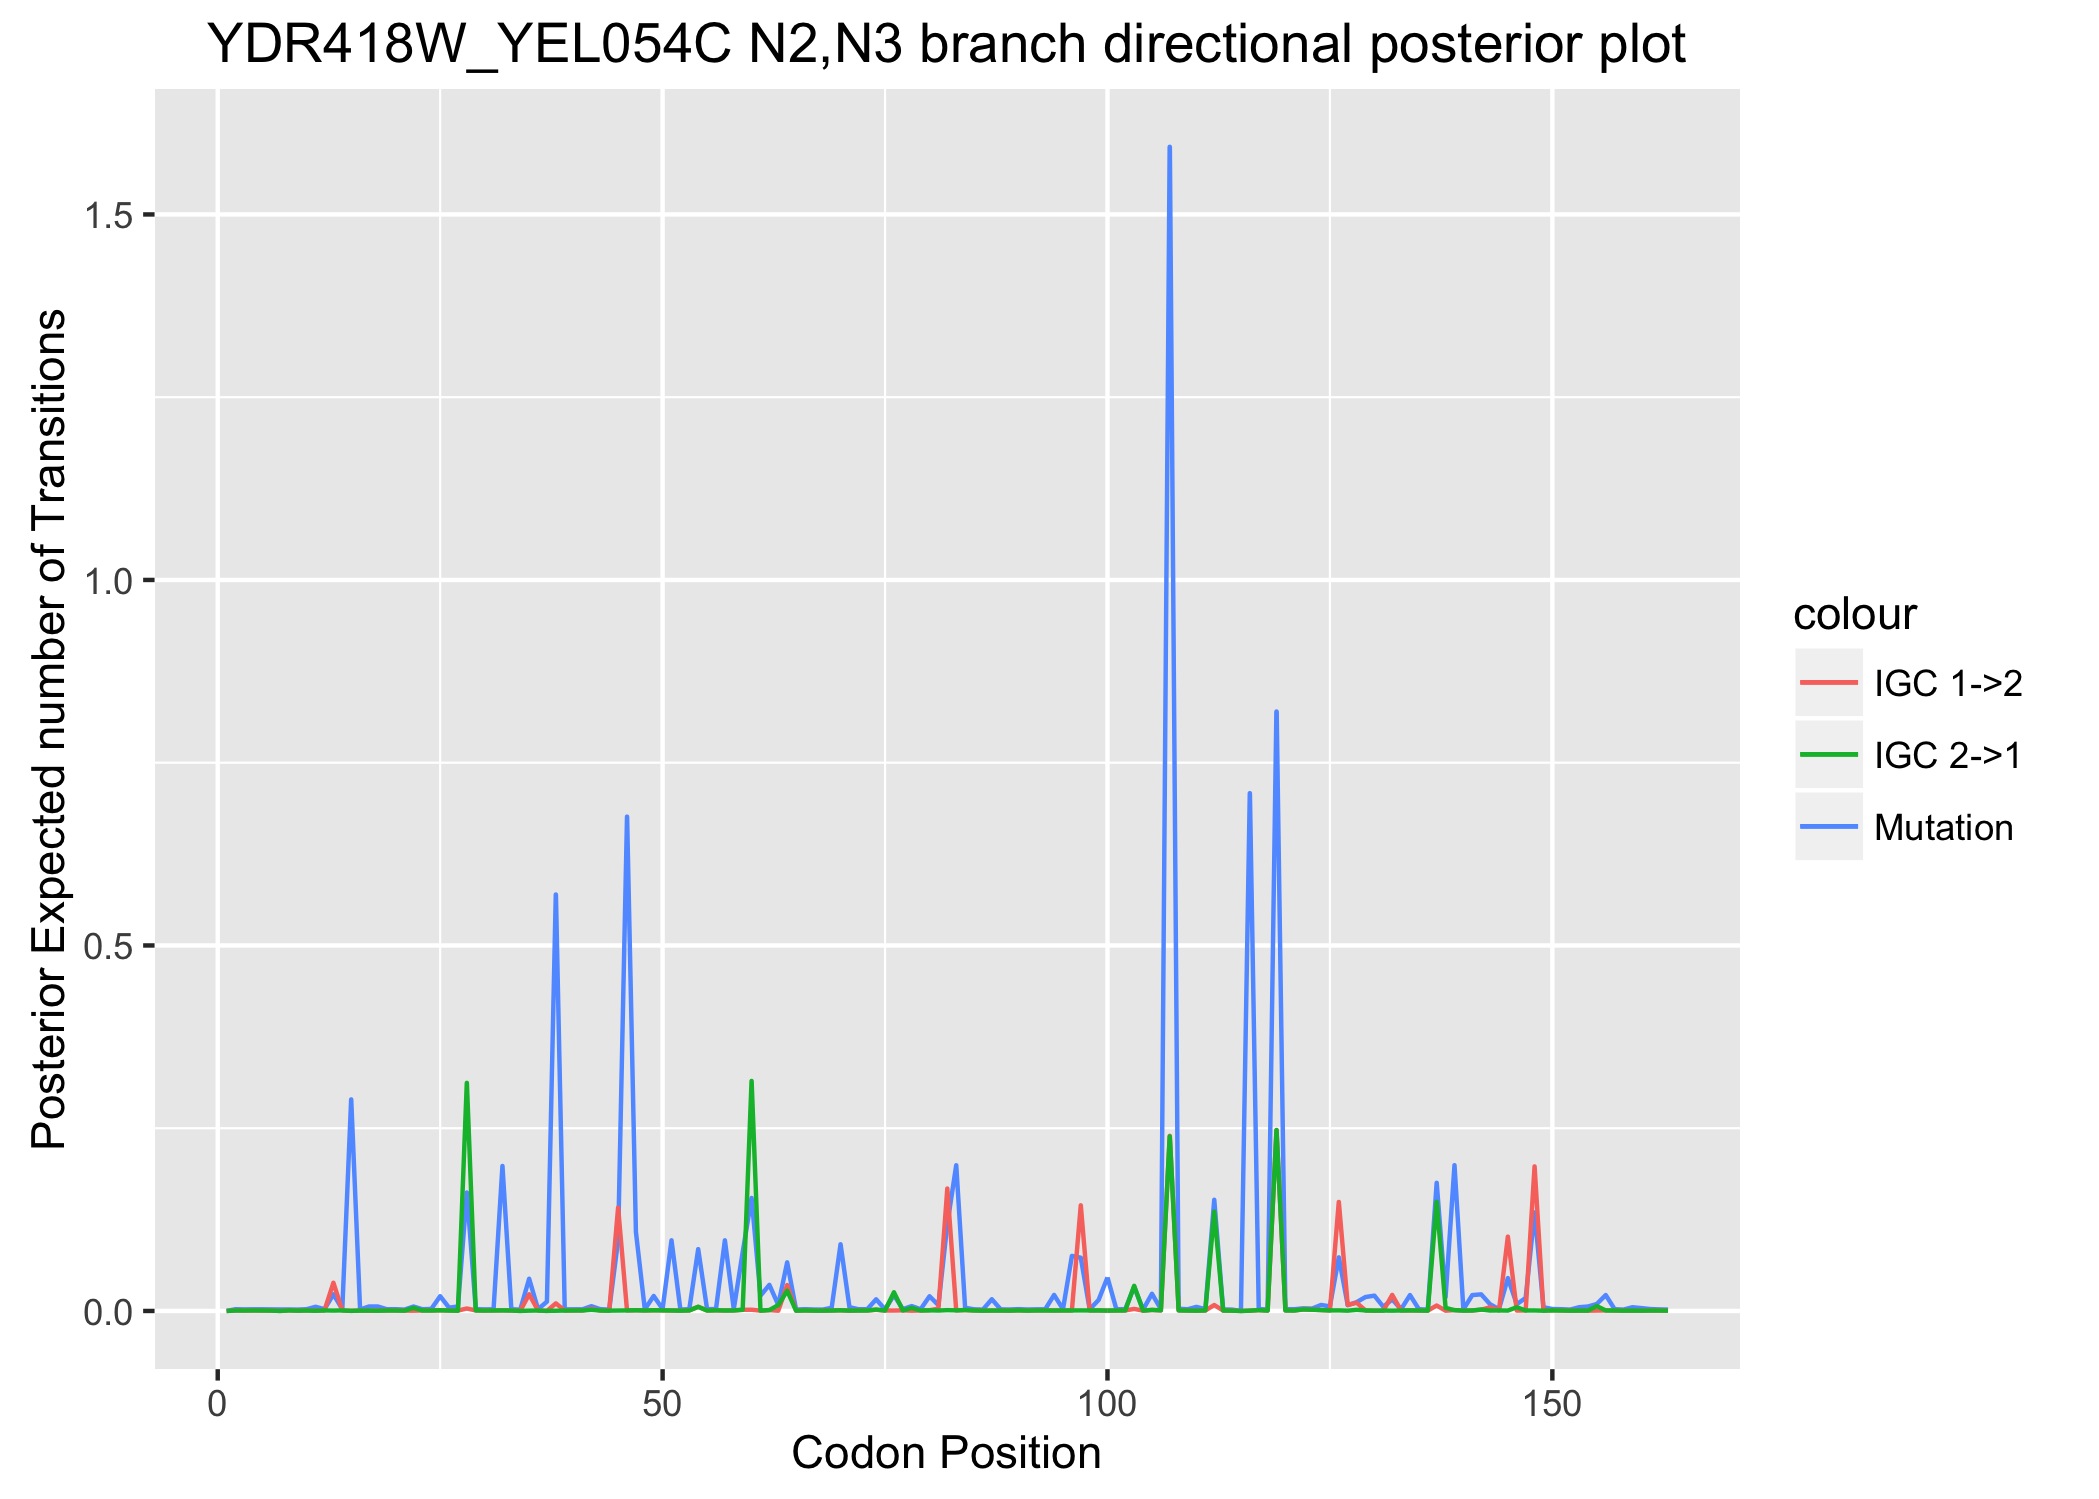 YDR418W_YEL054C N2,N3 branch directional posterior plot
Posterior Expected number of Transitions
1.5
1.0
0.5
0.0
0
50
100
150
Codon Position
colour
IGC 1->2
IGC 2->1
Mutation